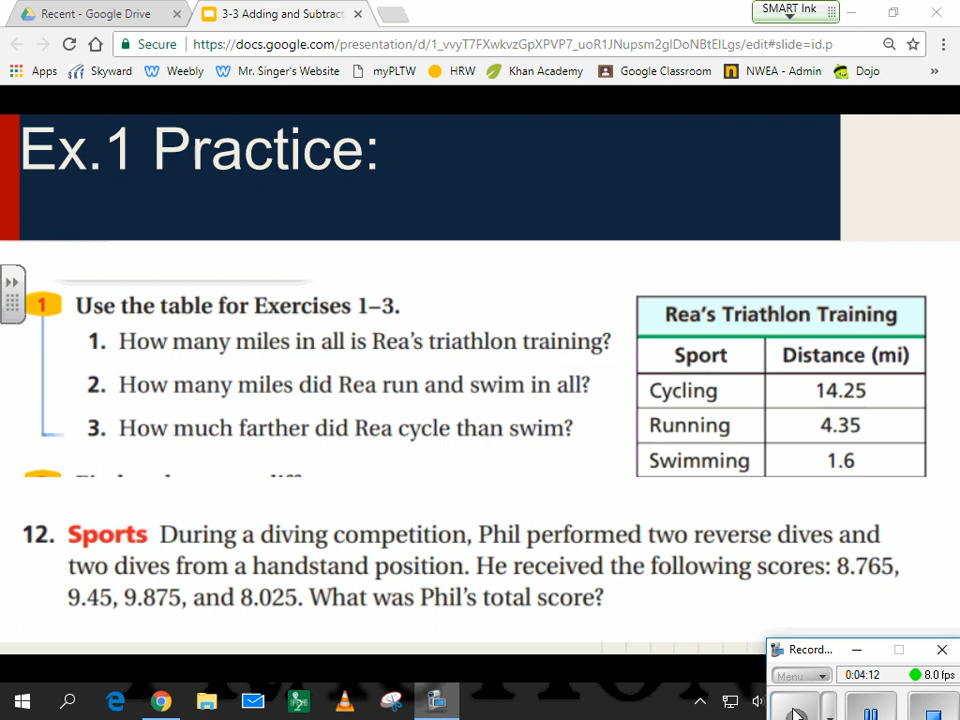 Recent - Google Drive
3-3 Adding and Subtract
SMART Ink
Secure
https://docs.google.com/presentation/d/1_vvyT7FXwkvzGpXPVP7_uoR1JNupsm2glDoNBtElLgs/edit#slide=id.p
Apps Skyward Weebly Mr. Singer's Website myPLTW HRW Khan Academy Google Classroom NWEA - Admin Dojo »
Ex.1 Practice:
1 Use the table for Exercises 1–3.
1. How many miles in all is Rea's triathlon training?
2. How many miles did Rea run and swim in all?
3. How much farther did Rea cycle than swim?
Rea's Triathlon Training
Sport Distance (mi)
Cycling 14.25
Running 4.35
Swimming 1.6
12. Sports During a diving competition, Phil performed two reverse dives and
two dives from a handstand position. He received the following scores: 8.765,
9.45, 9.875, and 8.025. What was Phil's total score?
Record...
Menu
0:04:12
8.0 fps